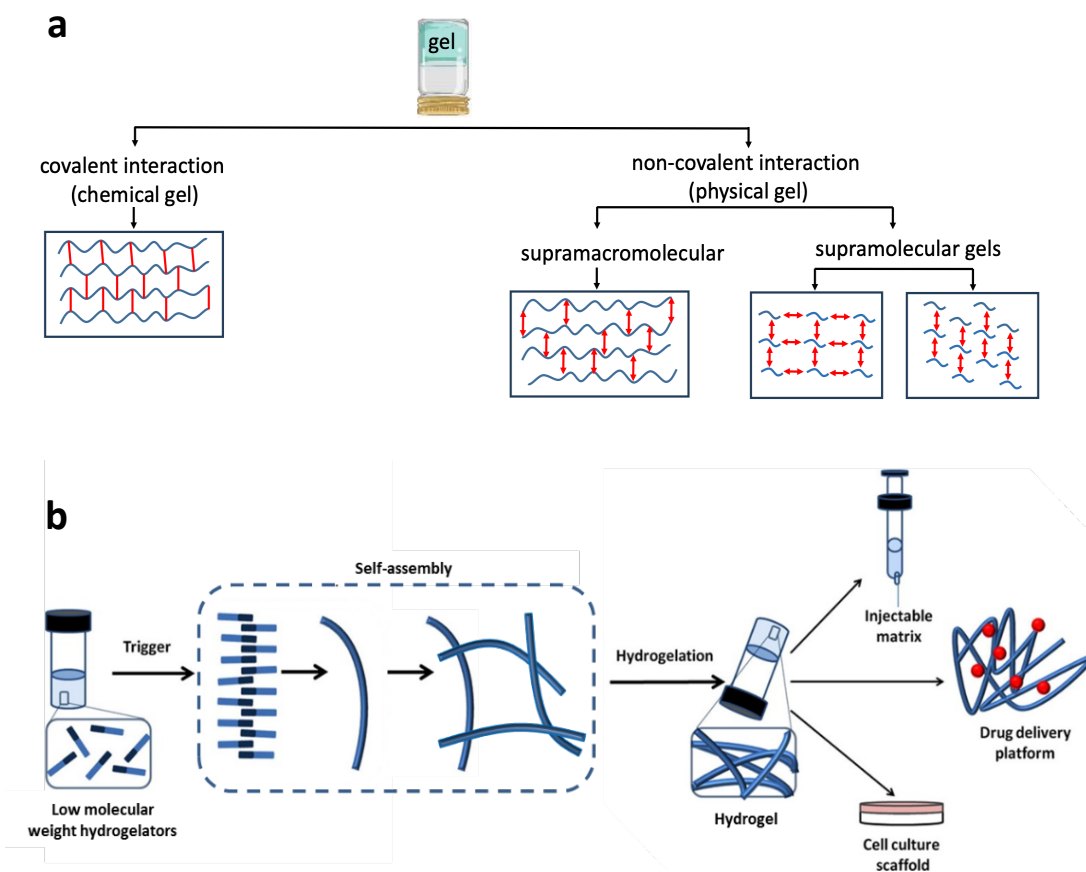 a
gel
covalent interaction
(chemical gel)
non-covalent interaction
(physical gel)
supramacromolecular
supramolecular gels
b
Self-assembly
Trigger
Low molecular
weight hydrogelators
Hydrogelation
Hydrogel
Injectable
matrix
Drug delivery
platform
Cell culture
scaffold